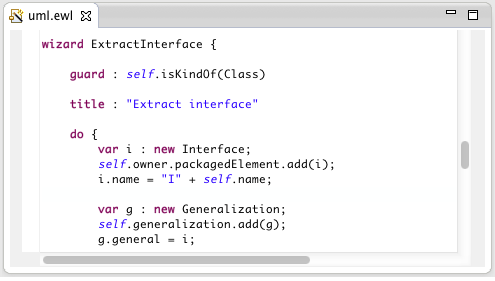 uml.ewl
wizard ExtractInterface {
guard : self.isKindOf(Class)
title : "Extract interface"
do {
var i : new Interface;
self.owner.packagedElement.add(i);
i.name = "I" + self.name;
var g : new Generalization;
self.generalization.add(g);
g.general = i;